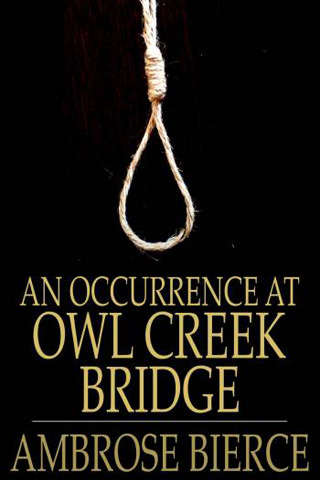 AN OCCURRENCE AT
OWL CREEK
BRIDGE
AMBROSE BIERCE